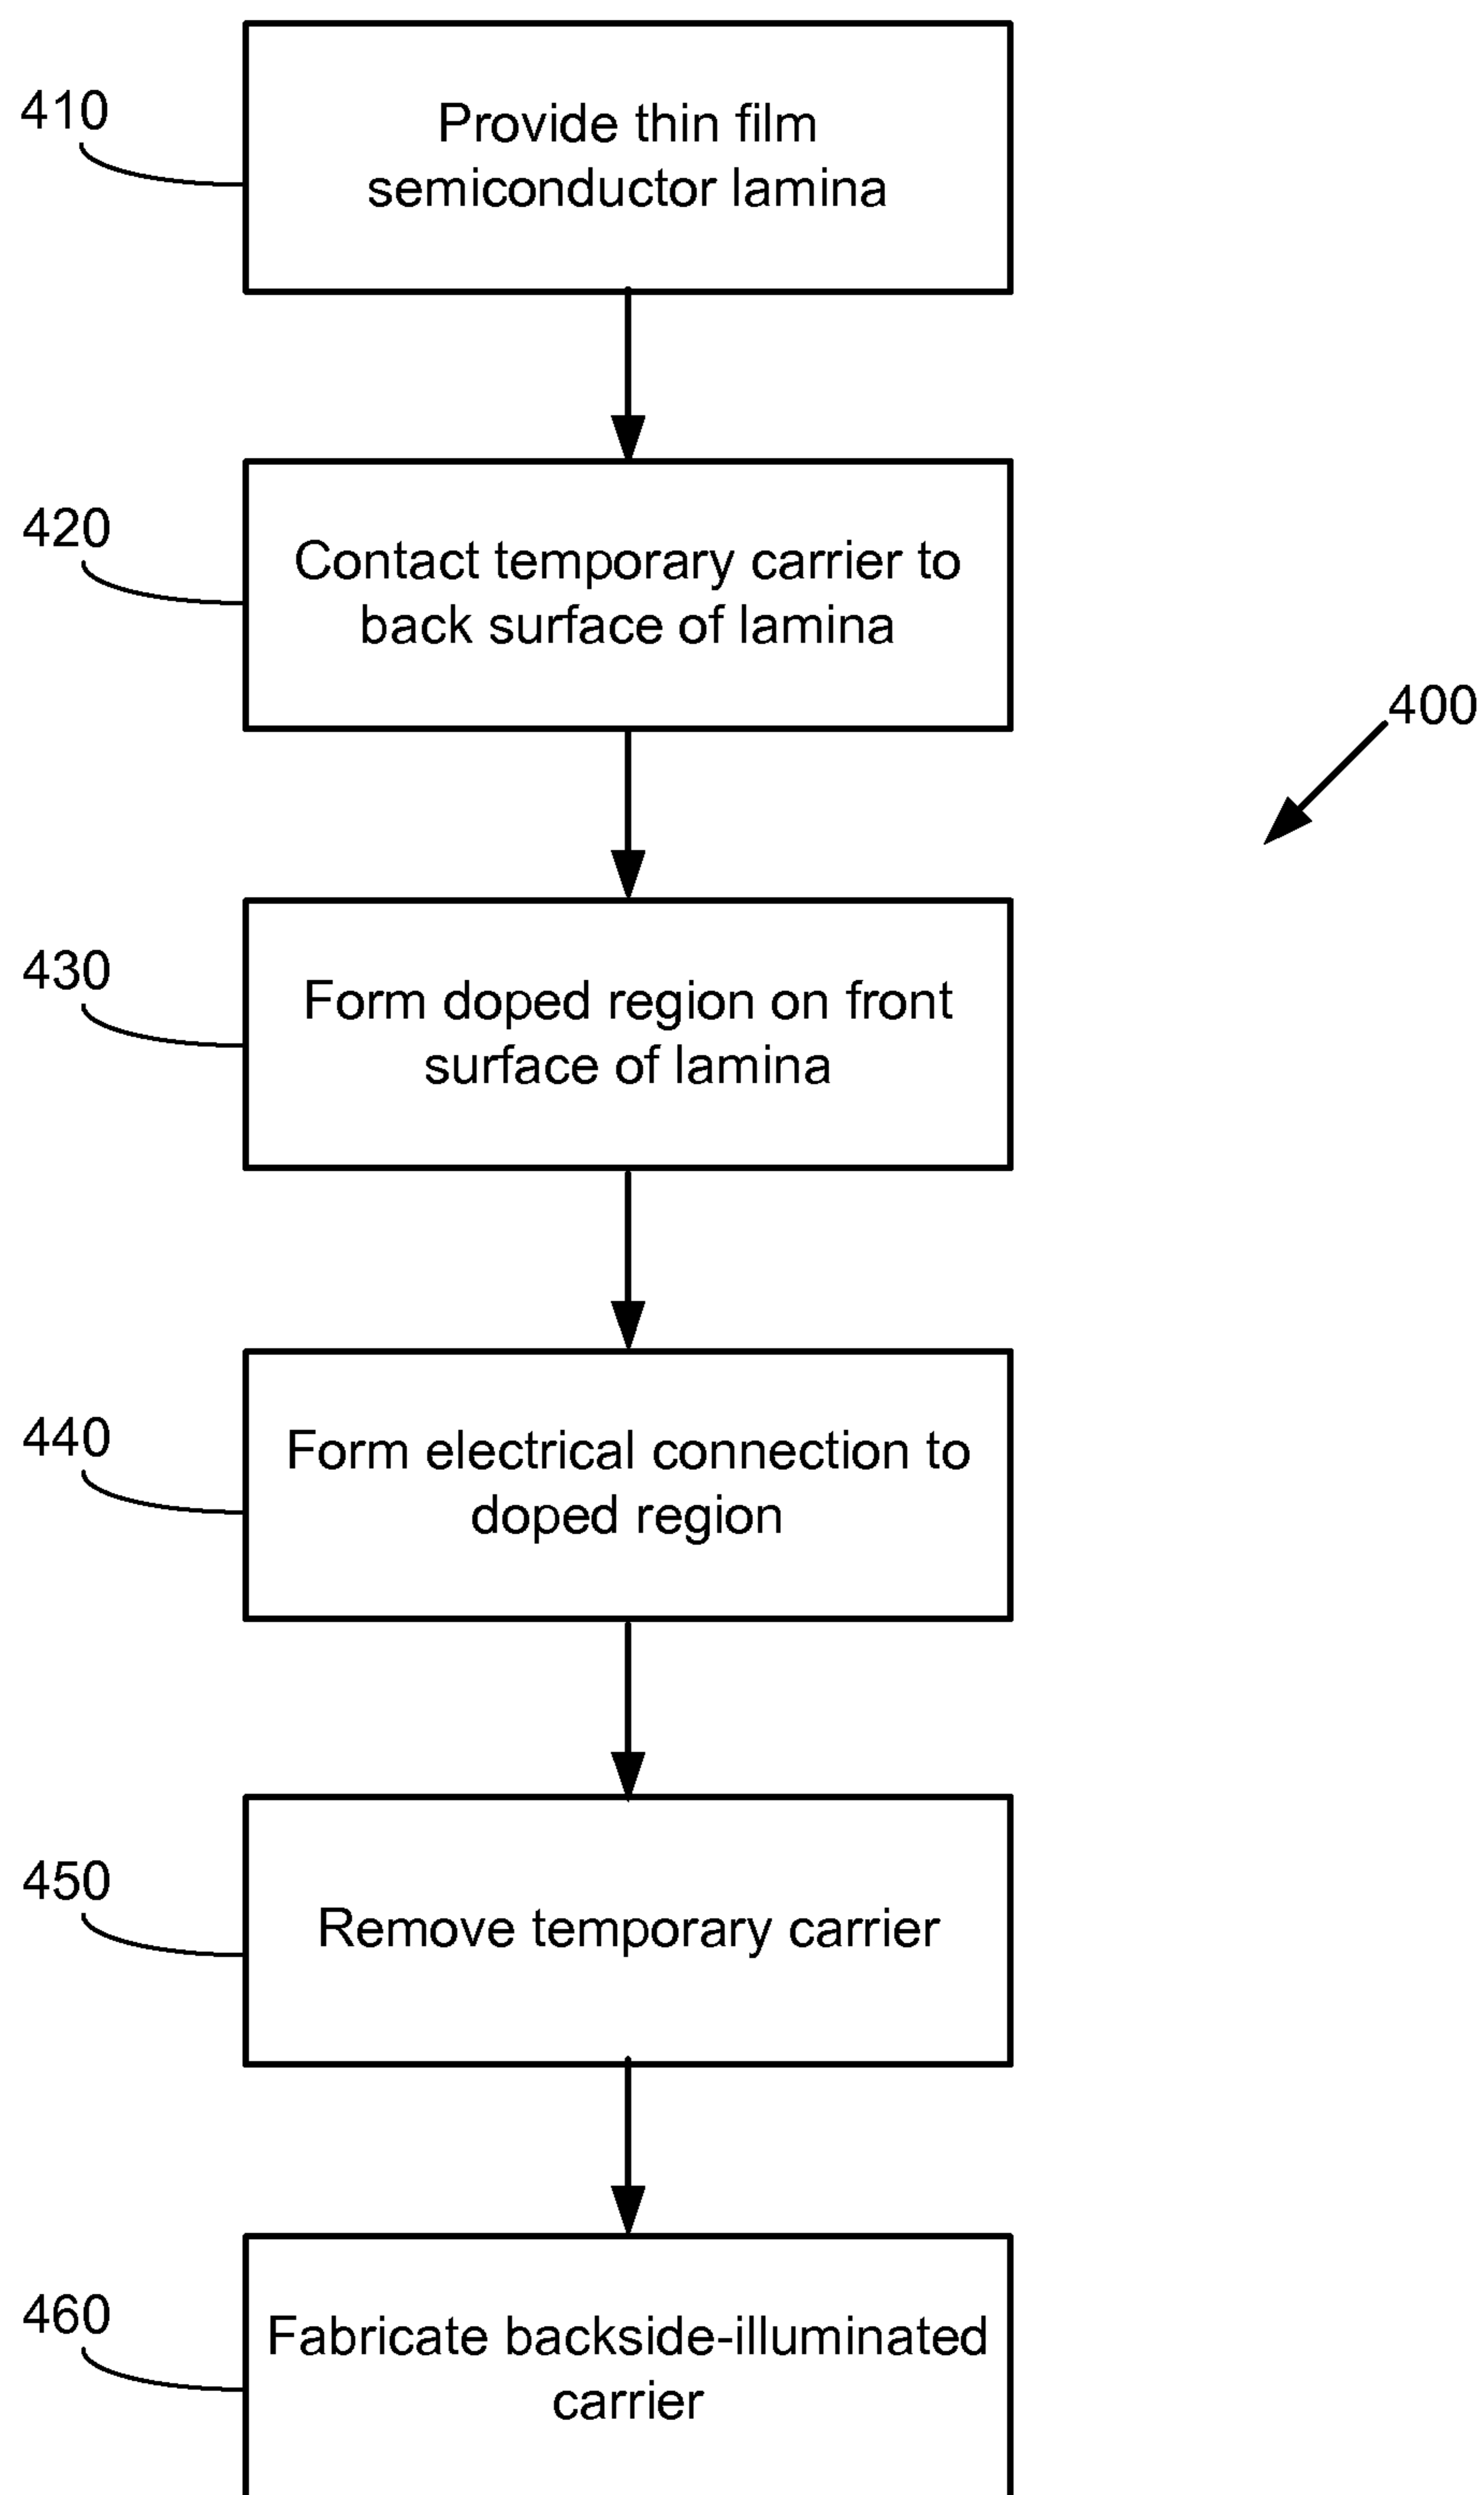 410
Provide thin film
semiconductor lamina
420
Contact temporary carrier to
back surface of lamina
400
430
Form doped region on front
surface of lamina
440
Form electrical connection to
doped region
450
Remove temporary carrier
460
Fabricate backside-illuminated
carrier